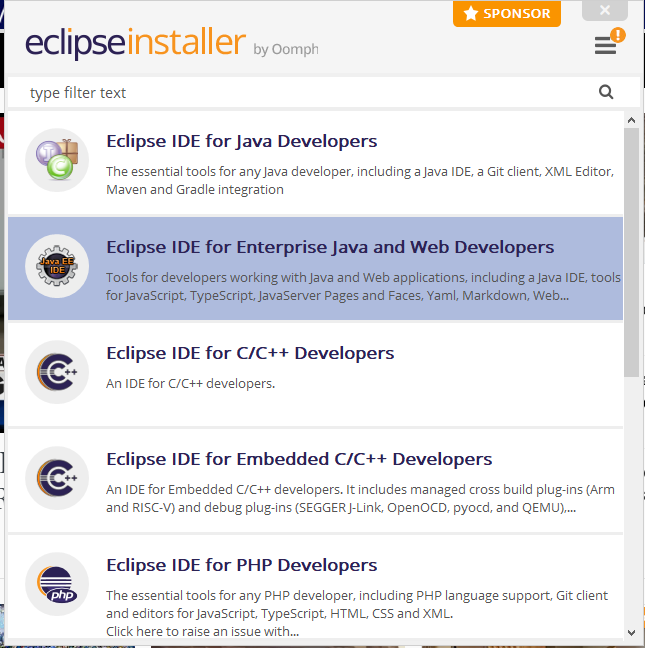 SPONSOR
eclipseinstaller by Oomph
type filter text
Eclipse IDE for Java Developers
The essential tools for any Java developer, including a Java IDE, a Git client, XML Editor,
Maven and Gradle integration
Java EE
IDE
Eclipse IDE for Enterprise Java and Web Developers
Tools for developers working with Java and Web applications, including a Java IDE, tools
for JavaScript, TypeScript, JavaServer Pages and Faces, Yaml, Markdown, Web...
C++
Eclipse IDE for C/C++ Developers
An IDE for C/C++ developers.
C++
Eclipse IDE for Embedded C/C++ Developers
An IDE for Embedded C/C++ developers. It includes managed cross build plug-ins (Arm
and RISC-V) and debug plug-ins (SEGGER J-Link, OpenOCD, pyocd, and QEMU),...
php
Eclipse IDE for PHP Developers
The essential tools for any PHP developer, including PHP language support, Git client
and editors for JavaScript, TypeScript, HTML, CSS and XML.
Click here to raise an issue with...